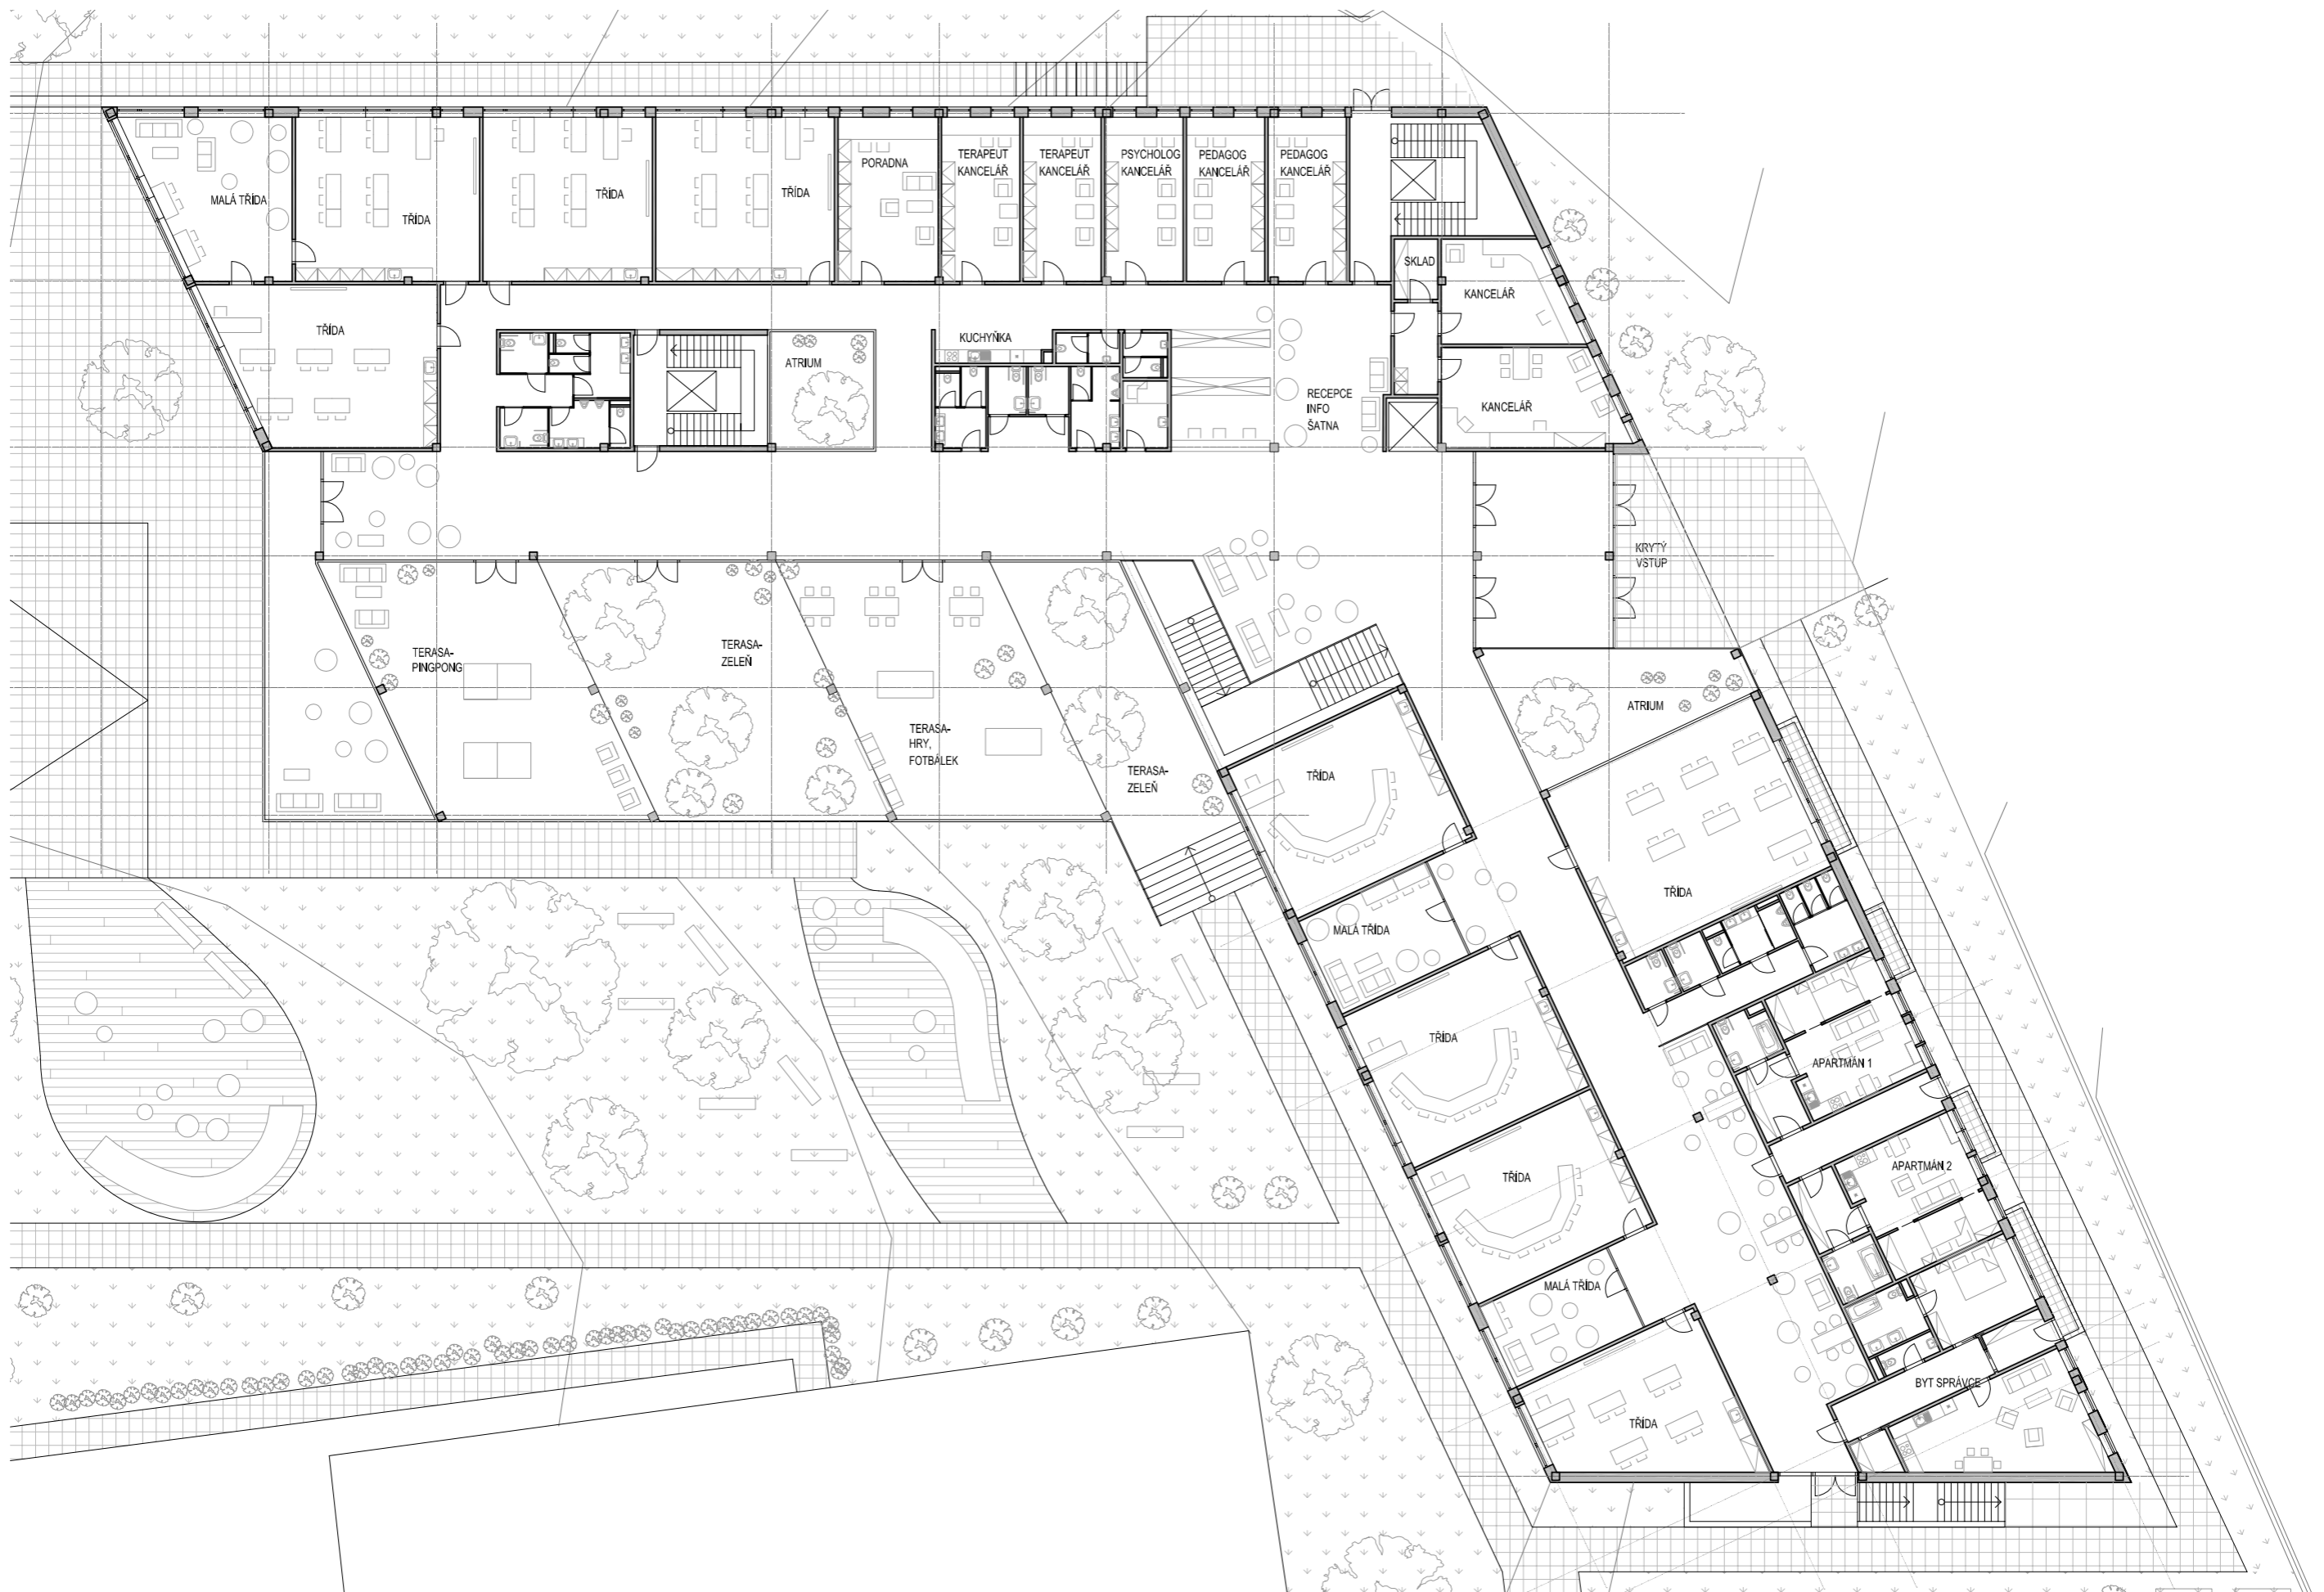 MALÁ TŘÍDA
TŘÍDA
TŘÍDA
TŘÍDA
PORADNA
TERAPEUT
KANCELÁŘ
TERAPEUT
KANCELÁŘ
PSYCHOLOG
KANCELÁŘ
PEDAGOG
KANCELÁŘ
PEDAGOG
KANCELÁŘ
SKLAD
KANCELÁŘ
TŘÍDA
ATRIUM
KUCHYŇKA
RECEPCE
INFO
ŠATNA
KANCELÁŘ
KRYTÝ
VSTUP
TERASA-
PINGPONG
TERASA-
ZELEŇ
TERASA-
HRY,
FOTBÁLEK
TERASA-
ZELEŇ
ATRIUM
TŘÍDA
TŘÍDA
MALÁ TŘÍDA
TŘÍDA
APARTMÁN 1
TŘÍDA
APARTMÁN 2
MALÁ TŘÍDA
BYT SPRÁVCE
TŘÍDA